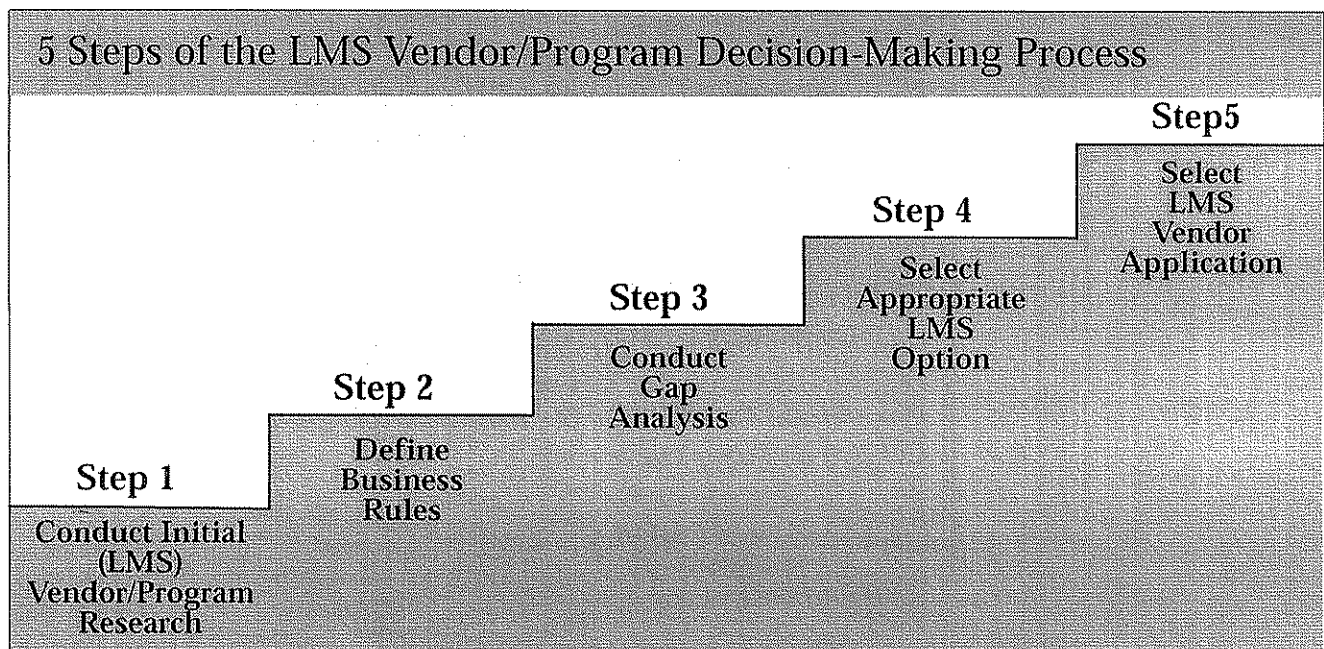 5 Steps of the LMS Vendor/Program Decision-Making Process
Step 1
Conduct Initial
(LMS)
Vendor/Program
Research
Step 2
Define
Business
Rules
Step 3
Conduct
Gap
Analysis
Step 4
Select
Appropriate
LMS
Option
Step5
Select
LMS
Vendor
Application